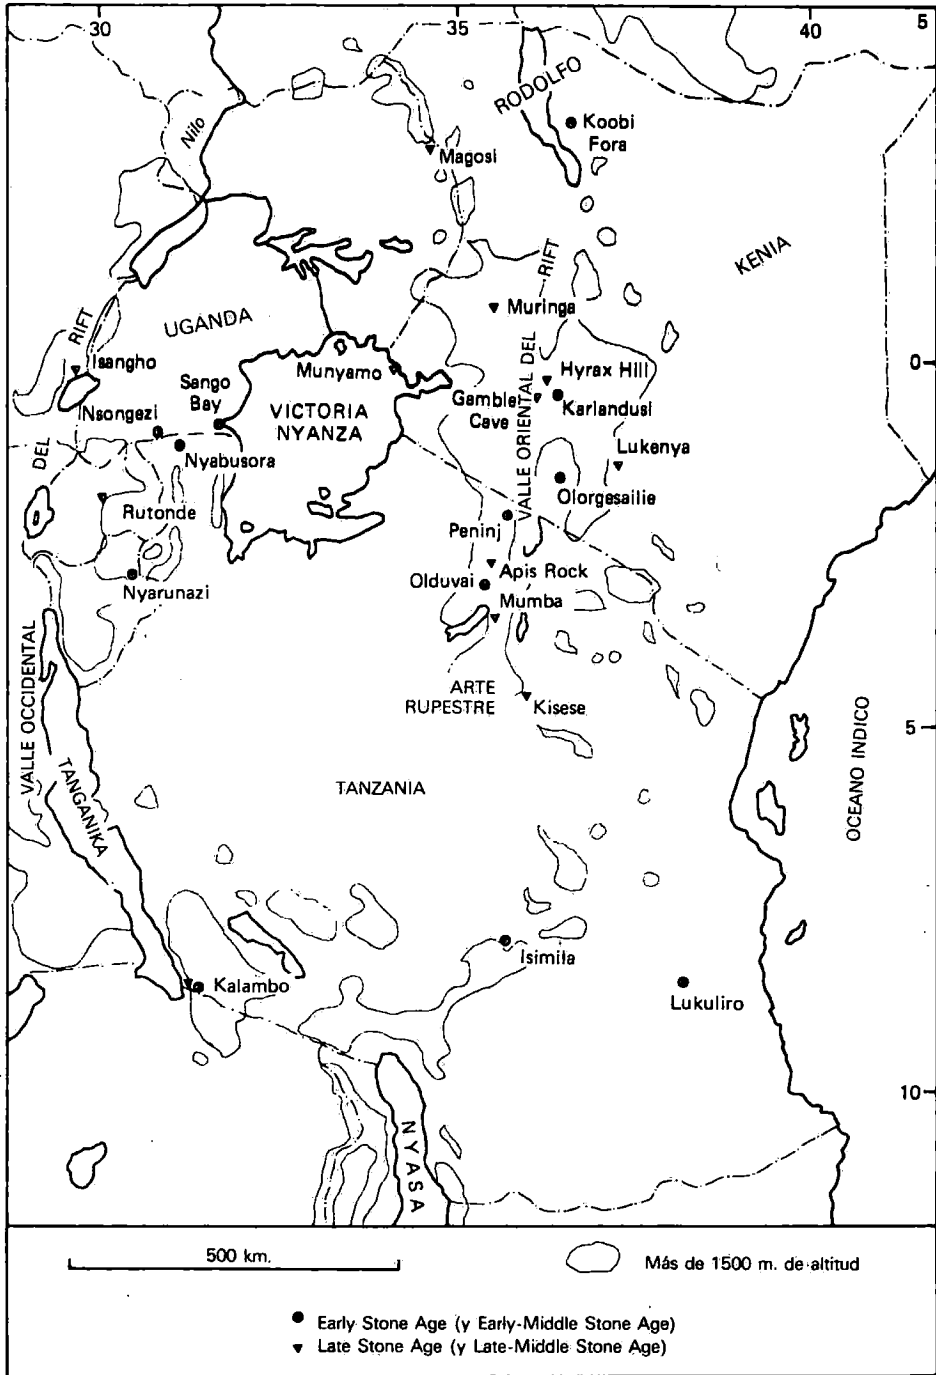 30
35
40
5
RODOLFO
Koobi
Fora
Nilo
Magosi
KENIA
RIFT
Muringa
UGANDA
RIFT
Isangho
Munyamo
0
Hyrax Hill
Sango
Bay
Gamble
Cave
Karlandusi
VICTORIA
NYANZA
Nsongezi
VALLE ORIENTAL DEL
Lukenya
Nyabusora
DEL
Olorgesailie
Rutonde
Peninj
Apis Rock
Olduvai
Nyarunazi
Mumba
VALLE OCCIDENTAL
ARTE
RUPESTRE
Kisese
5
OCEANO INDICO
TANZANIA
TANGANIKA
Isimila
Kalambo
Lukuliro
10
NYASA
500 km.
Más de 1500 m. de altitud
Early Stone Age (y Early-Middle Stone Age)
Late Stone Age (y Late-Middle Stone Age)